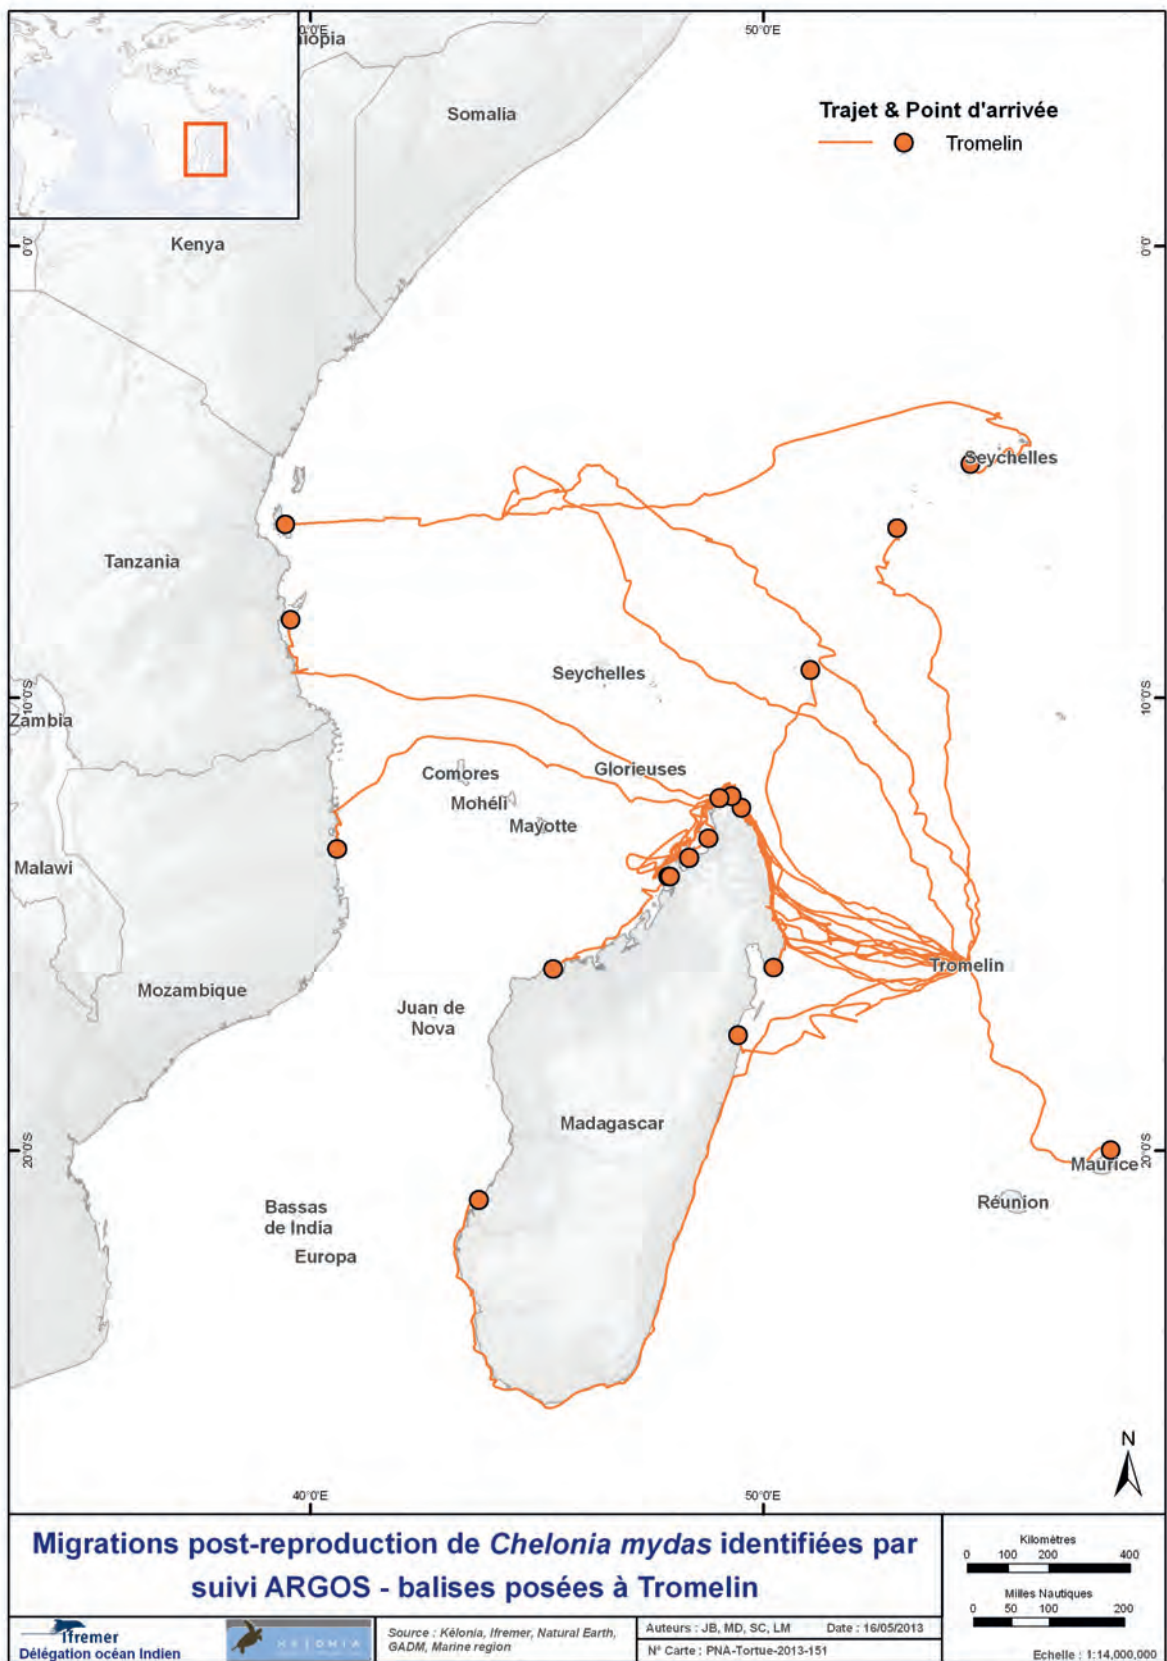 0°0'E
50°0'E
iopia
Somalia
Trajet & Point d'arrivée
Tromelin
Kenya
0°0'
0°0'
Seychelles
Tanzania
Seychelles
10°0'S
10°0'S
Zambia
Glorieuses
Comores
Mohéli
Mayotte
Malawi
Tromelin
Mozambique
Juan de
Nova
Madagascar
20°0'S
20°0'S
Maurice
Réunion
Bassas
de India
Europa
N
40°0'E
50°0'E
Migrations post-reproduction de Chelonia mydas identifiées par
suivi ARGOS - balises posées à Tromelin
Kilomètres
0 100 200 400
Milles Nautiques
0 50 100 200
Echelle : 1:14,000,000
Ifremer
Délégation océan Indien
KELONIA
Source : Kélonia, Ifremer, Natural Earth,
GADM, Marine region
Auteurs : JB, MD, SC, LM Date : 16/05/2013
N° Carte : PNA-Tortue-2013-151